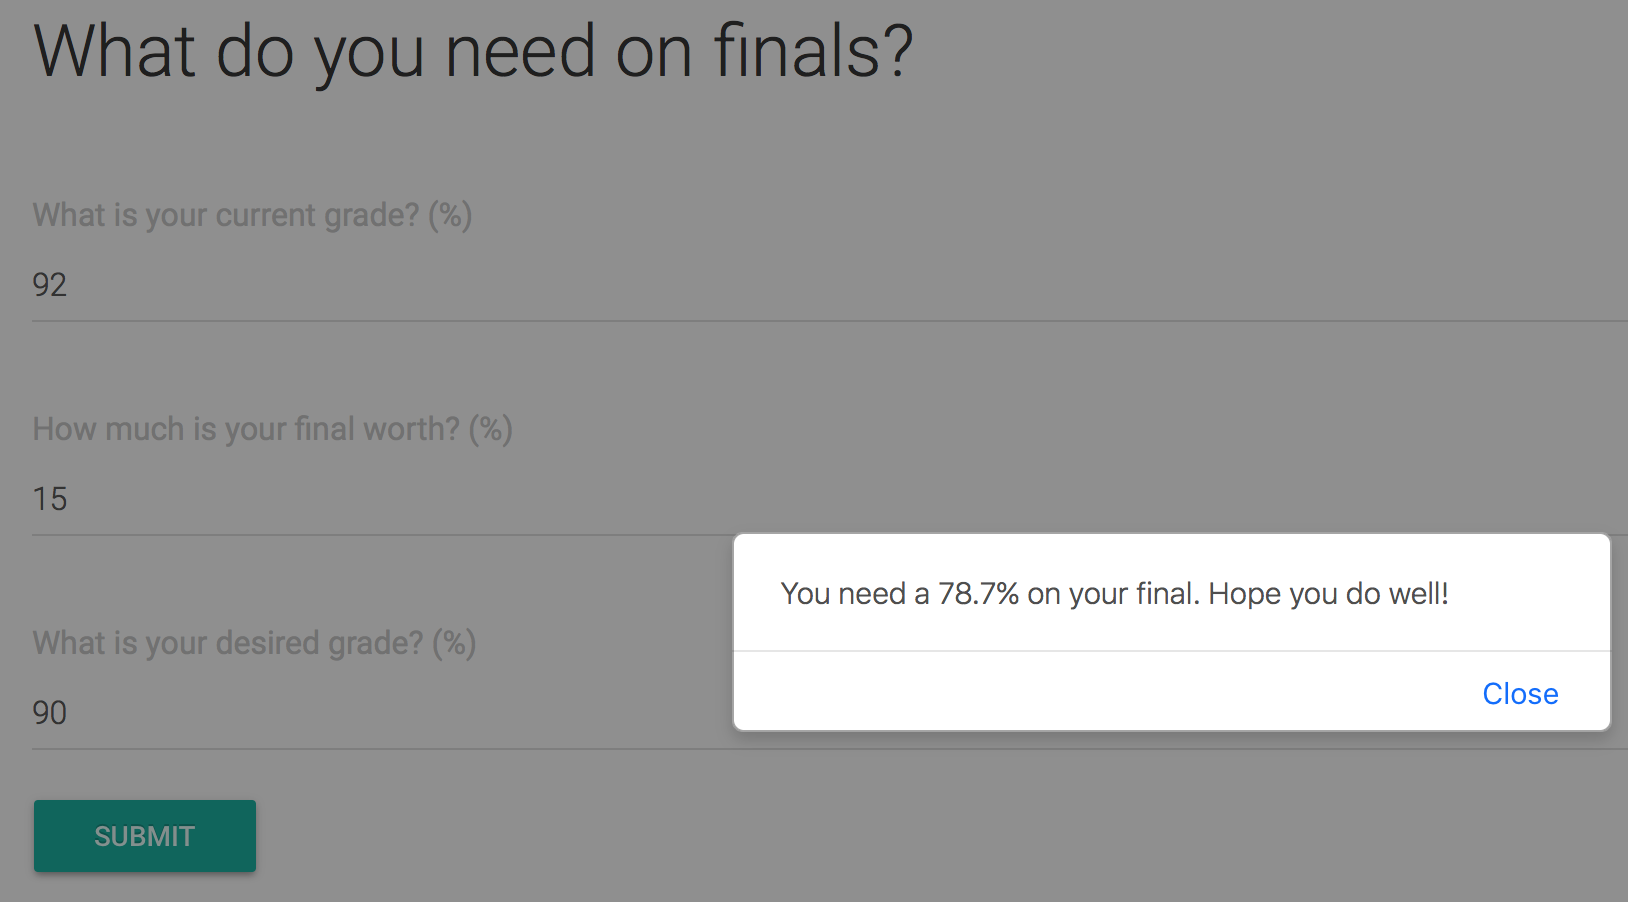 What do you need on finals?
What is your current grade? (%)
92
How much is your final worth? (%)
15
You need a 78.7% on your final. Hope you do well!
What is your desired grade? (%)
Close
90
SUBMIT